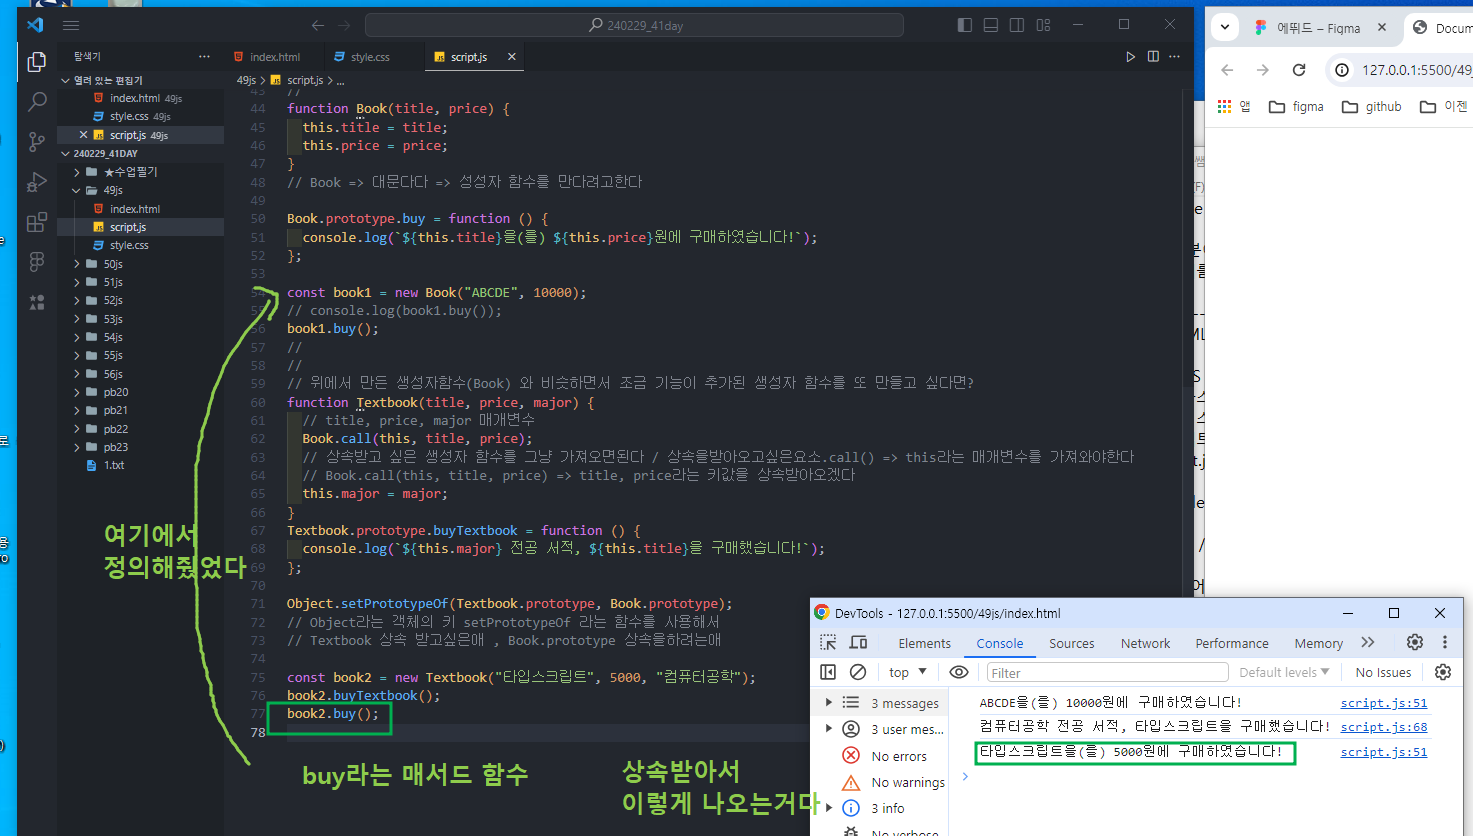 240229_41day
에뛰드 – Figma
Docum
127.0.0.1:5500/49
앱
figma
github
이젠
탐색기
index.html
style.css
script.js
열려 있는 편집기
index.html 49js
style.css 49js
script.js 49js
240229_41DAY
★수업필기
49js
index.html
script.js
style.css
50js
51js
52js
53js
54js
55js
56js
pb20
pb21
pb22
pb23
1.txt
49js > script.js > ...
43 //
44 function Book(title, price) {
45 this.title = title;
46 this.price = price;
47 }
48 // Book => 대문다다 => 성성자 함수를 만다려고한다
49
50 Book.prototype.buy = function () {
51 console.log(`${this.title}을(를) ${this.price}원에 구매하였습니다!`);
52 };
53
54 const book1 = new Book("ABCDE", 10000);
55 // console.log(book1.buy());
56 book1.buy();
57 //
58 //
59 // 위에서 만든 생성자함수(Book) 와 비슷하면서 조금 기능이 추가된 생성자 함수를 또 만들고 싶다면?
60 function Textbook(title, price, major) {
61 // title, price, major 매개변수
62 Book.call(this, title, price);
63 // 상속받고 싶은 생성자 함수를 그냥 가져오면된다 / 상속을받아오고싶은요소.call() => this라는 매개변수를 가져와야한다
64 // Book.call(this, title, price) => title, price라는 키값을 상속받아오겠다
65 this.major = major;
66 }
67 Textbook.prototype.buyTextbook = function () {
68 console.log(`${this.major} 전공 서적, ${this.title}을 구매했습니다!`);
69 };
70
71 Object.setPrototypeOf(Textbook.prototype, Book.prototype);
72 // Object라는 객체의 키 setPrototypeOf 라는 함수를 사용해서
73 // Textbook 상속 받고싶은애 , Book.prototype 상속을하려는애
74
75 const book2 = new Textbook("타입스크립트", 5000, "컴퓨터공학");
76 book2.buyTextbook();
77 book2.buy();
78
여기에서
정의해줬었다
buy라는 매서드 함수
상속받아서
이렇게 나오는거다
DevTools - 127.0.0.1:5500/49js/index.html
Elements Console Sources Network Performance Memory
top Filter Default levels No Issues
3 messages
3 user mes...
No errors
No warnings
3 info
No verbose
ABCDE을(를) 10000원에 구매하였습니다! script.js:51
컴퓨터공학 전공 서적, 타입스크립트을 구매했습니다! script.js:68
타입스크립트을(를) 5000원에 구매하였습니다! script.js:51